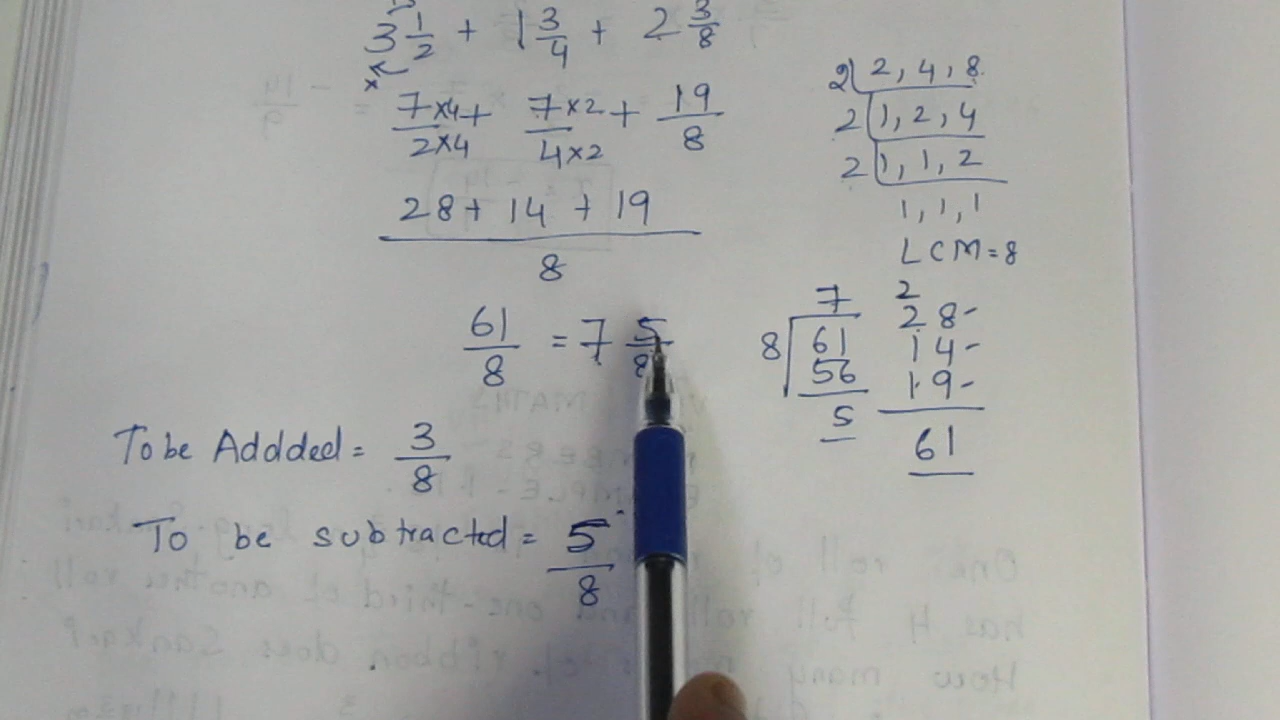 3 1/2 + 1 3/4 + 2 3/8
7×4/2×4 + 7×2/4×2 + 19/8
28 + 14 + 19
8
61/8 = 7 5/8
To be Addded = 3/8
To be subtracted = 5/8
2 2, 4, 8
2 1, 2, 4
2 1, 1, 2
1, 1, 1
LCM = 8
7
8 61
56
5
2
28-
14-
19-
61